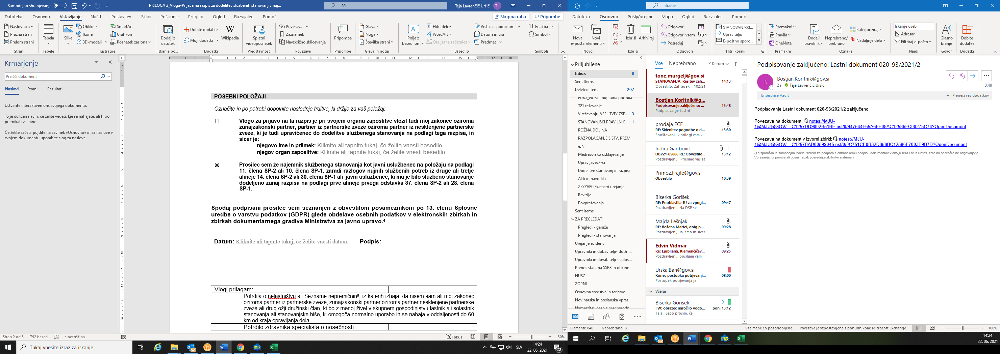 Samodejno shranjevanje
PRILOGA 2_Vloga-Prijava na razpis za dodelitev službenih stanovanj v naj...
Išči
Teja Lavrenčič Uršič TL
Datoteka Osnovno Vstavljanje Načrt Postavitev Sklici Pošiljanje Pregled Ogled Razvijalec Pomoč
Skupna raba Pripombe
Naslovnica
Prazna stran
Prelom strani
Strani
Tabela
Tabele
Slike
Oblike
Ikone
3D-modeli
SmartArt
Grafikon
Posnetek zaslona
Ilustracije
Dodaj iz
datotek
Iskanje po...
Dobite dodatke
Moji dodatki
Wikipedia
Dodatki
Spletni
videoposnetek
Predstavnost
Povezava
Zaznamek
Navzkrižno sklicevanje
Povezave
Pripomba
Pripombe
Glava
Noga
Številka strani
Glava in noga
Polje z
besedilom
Hitri deli
WordArt
Ozaljšana začetnica
Vrstica s podpisom
Datum in ura
Predmet
Besedilo
Enačba
Simbol
Simboli
Krmarjenje
Preišči dokument
Naslovi Strani Rezultati
Ustvarite interaktiven oris svojega dokumenta.
To je odličen način, če želite vedeti, kje se nahajate, ali hitro
premikati vsebino.
Če želite začeti, pojdite na zavihek »Osnovno« in za naslove v
svojem dokumentu uporabite slog za naslove.
POSEBNI POLOŽAJI
Označite in po potrebi dopolnite naslednje trditve, ki držijo za vaš položaj:
☐ Vlogo za prijavo na ta razpis je pri svojem organu zaposlitve vložil tudi moj zakonec oziroma
zunajzakonski partner, partner iz partnerske zveze oziroma partner iz nesklenjene partnerske
zveze, ki je tudi upravičenec do dodelitve službenega stanovanja na podlagi tega razpisa, in
sicer je:
- njegovo ime in priimek: Kliknite ali tapnite tukaj, če želite vnesti besedilo.
- njegov organ zaposlitve: Kliknite ali tapnite tukaj, če želite vnesti besedilo.
☒ Prosilec sem že najemnik službenega stanovanja kot javni uslužbenec na položaju na podlagi
11. člena SP-2 ali 10. člena SP-1, zaradi razlogov nujnih službenih potreb iz druge ali tretje
alineje 14. člena SP-2 ali 30. člena SP-1 ali javni uslužbenec, ki mu je bilo službeno stanovanje
dodeljeno zunaj razpisa na podlagi prve alineje prvega odstavka 37. člena SP-2 ali 28. člena
SP-1.
Spodaj podpisani prosilec sem seznanjen z obvestilom posameznikom po 13. členu Splošne
uredbe o varstvu podatkov (GDPR) glede obdelave osebnih podatkov v elektronskih zbirkah in
zbirkah dokumentarnega gradiva Ministrstva za javno upravo.⁴
Datum: Kliknite ali tapnite tukaj, če želite vnesti datum. Podpis:
Vlogi prilagam:
Potrdila o nelastništvu ali Sezname nepremičnin⁵, iz katerih izhaja, da nisem sam ali moj zakonec
oziroma partner iz partnerske zveze, zunajzakonski partner oziroma partner nesklenjene partnerske
zveze ali drug ožji družinski član, ki bo z menoj živel v skupnem gospodinjstvu lastnik ali solastnik
stanovanja ali stanovanjske hiše, ki omogoča normalno uporabo in se nahaja v oddaljenosti do 60
km od kraja opravljanja dela.
Potrdilo zdravnika specialista o nosečnosti
Stran 2 od 3 792 besed slovenščina
Fokus 130%
Tukaj vnesite izraz za iskanje
SLV 14:24
22. 06. 2021 22
Iskanje
Datoteka Osnovno Pošlji/prejmi Mapa Ogled Razvijalec Pomoč
Nova
e-pošta
Novi
elementi
Novo
Izbriši
Arhiviraj
Izbriši
Odgovori
Odgovori vsem
Posreduj
Odgovori
STANOVANJSKI...
Upravitelju
E-poštno sporo...
Hitri koraki
Premakni
Pravila
OneNote
Premakni
Dodeli
pravilnik
Neprebrano/
prebrano
Kategoriziraj
Nadaljnje delo
Oznake
Iskanje oseb
Adresar
Filtriraj e-pošto
Najdi
Glasno
branje
Govor
Dobite
dodatke
Dodatki
Priljubljene
Inbox 8
Sent Items
Deleted Items 207
FURS_NUSZ+digitalna potrdila
T21 reševanje
V reševanju_VSELITVE/IZSE... 3
STANOVANJSKI PRAVILNIK 1
ROŽNA DOLINA
RAZPOLAGANJE S STV. PREM.
eJN
Medresorsko usklajevanje
Upravljavec/-ci
Dodelitve stanovanj in razpisi
Akti in navodila
ZK/ZVEtL/katastri urejanje
Revizije
Povpraševanja
Sent Items
ZA PREGLEDATI
Pregledi - garaže
Pregledi - stanovanja
Urejanje evidenc
Upravniki in dobavitelji- dolžni...
Upravniki in dovabitelji - sploš...
Prenos stan. na SSRS in občine
NUSZ
ZOPNI
Osnovna sredstva in terjatve -...
Novinarska in poslanska vpraš...
Namestitev oseb z mednarodn...
Vse Neprebrano Z Datum
tone.murgelj@gov.si
STANOVANJA: Resitev zah... 14:13
Obvestilo: Zahtevek - 102/21
Bostjan.Koritnik@g...
Podpisovanje zaključeno: ... 13:48
Podpisovanje Lastni
prodaja ECE
RE: Sklenitev pogodbe o d... 13:30
Spoštovani, v prilogi vam v
Indira Garibović
OBV21-05886 RE: Obvestilo... 13:12
Pozdravljeni, Prosimo vas za
Primoz.Frajle@gov.si
Obvestilo 10:39
Biserka Gorišek
RE: Pooblastila JU za vpogl... 09:47
Pozdravljeni. Na DSP se
Majda Lešnjak
RE: Božena Martel, dolg p... 09:28
Pozdravljeni, Ja, smo in sicer
Edvin Vidmar
Re: Ljubljana, Klemenčičev... 09:25
Pozdravljeni, posiljam vam
Urska.Ban@gov.si
Konec postopka potrjevanj... 08:00
Postopek potrjevanja je
Včeraj
Biserka Gorišek
FW: obrazec naročilo vodo... pon. 13:12
Teja. Lepo prosim, če
Podpisovanje zaključeno: Lastni dokument 020-93/2021/2
B
Bostjan.Koritnik@gov.si
Za Teja Lavrenčič Uršič
13:48
Enterprise Vault
+ Prenesi več dodatkov
Podpisovanje Lastni dokument 020-93/2021/2 zaključeno
Povezava na dokument: notes://MJU-
1@MJU@GOV/__C1257DD9002B51BE.nsf/0/947544F65A6FE08AC12586FC00275C74?OpenDocument
Povezava na dokument v izvorni zbirki: notes://MJU-
1@MJU@GOV/__C1257BAD00599045.nsf/0/0C751CE0B32D858BC12586F7003E9B7D?OpenDocument
(To sporočilo je samodejno izdelal sistem za podporo elektronskemu podpisu dokumentov v okolju IBM Lotus Notes, zato na sporočilo ne odgovarjajte.
Vprašanja, pripombe ali opise napak posredujte skrbniku sistema.)
Elementi: 840 Neprebrano: 8
Vse mape so posodobljene. Povezave je vzpostavljena s ponudnikom: Microsoft Exchange
100%
14:24
22. 06. 2021